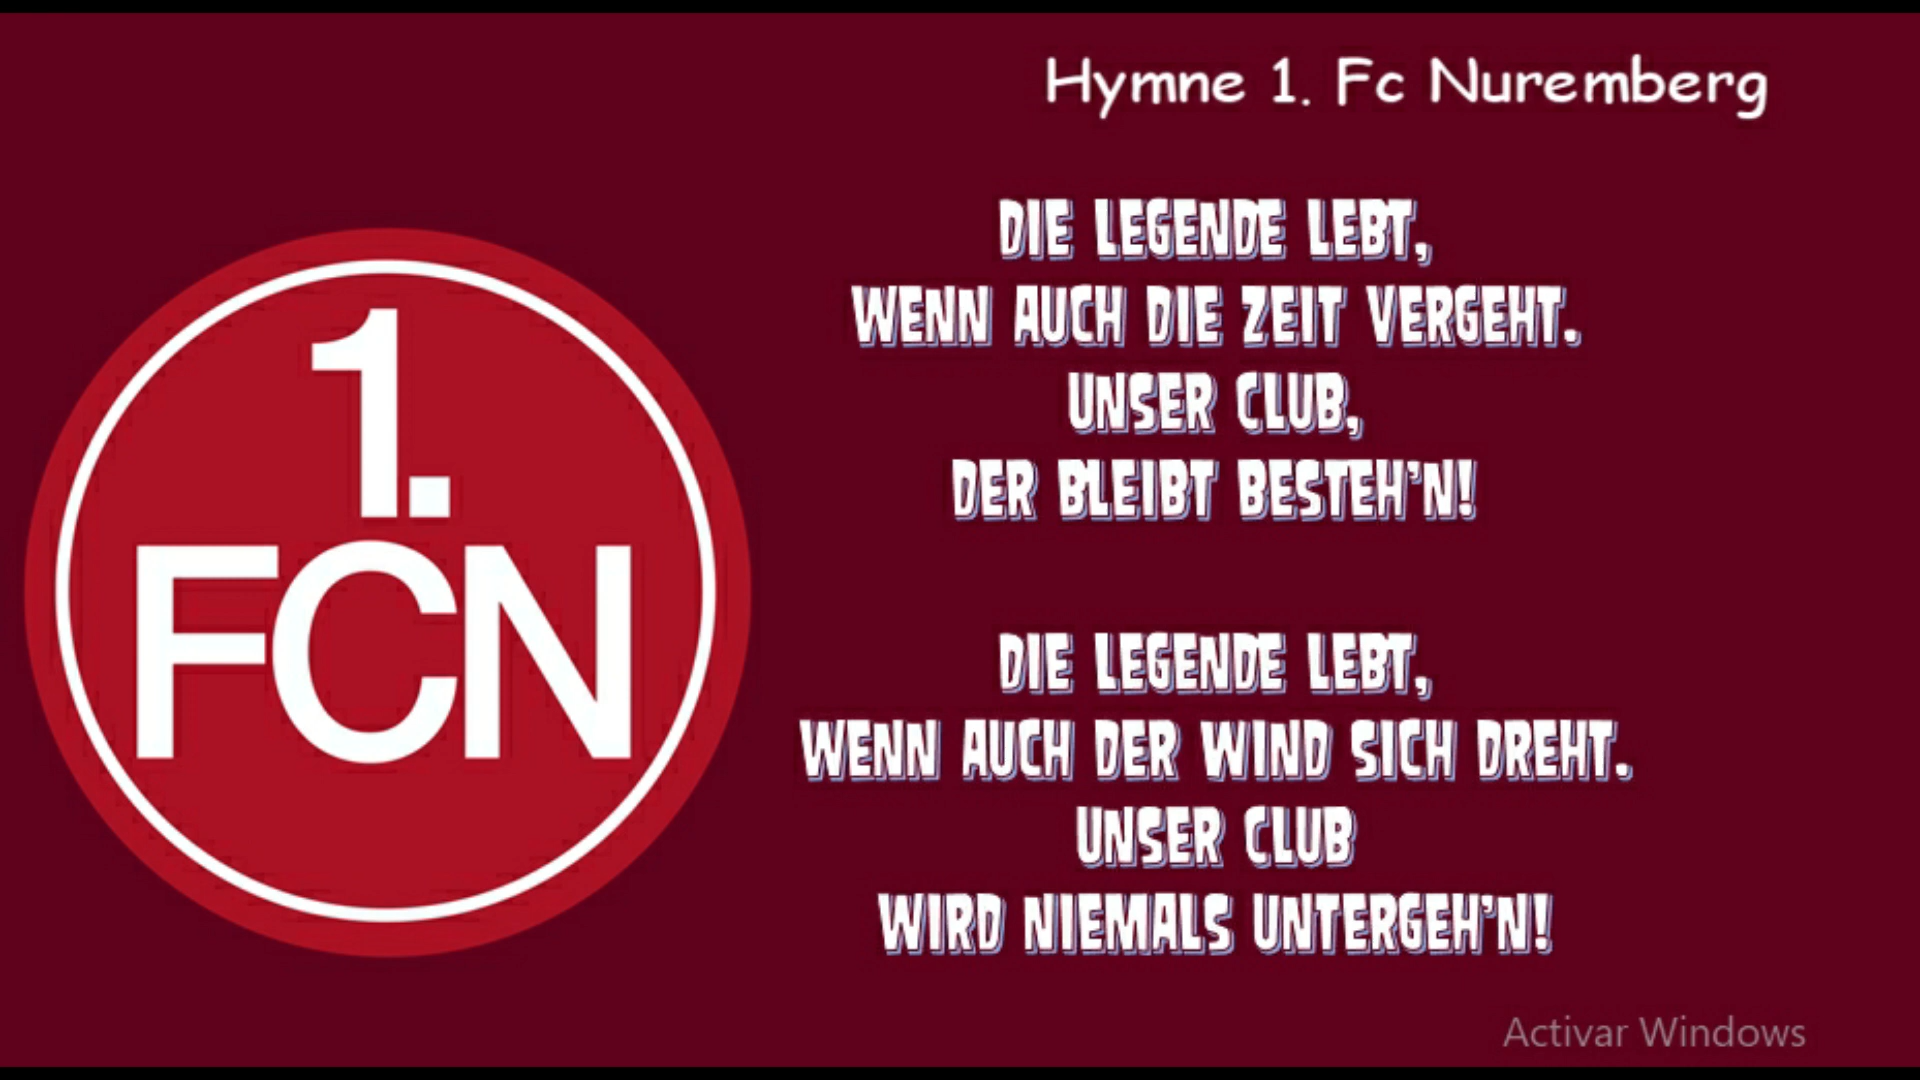 Hymne 1. Fc Nuremberg
DIE LEGENDE LEBT,
WENN AUCH DIE ZEIT VERGEHT.
UNSER CLUB,
DER BLEIBT BESTEH'N!
DIE LEGENDE LEBT,
WENN AUCH DER WIND SICH DREHT.
UNSER CLUB
WIRD NIEMALS UNTERGEH'N!
1.
FCN
Activar Windows